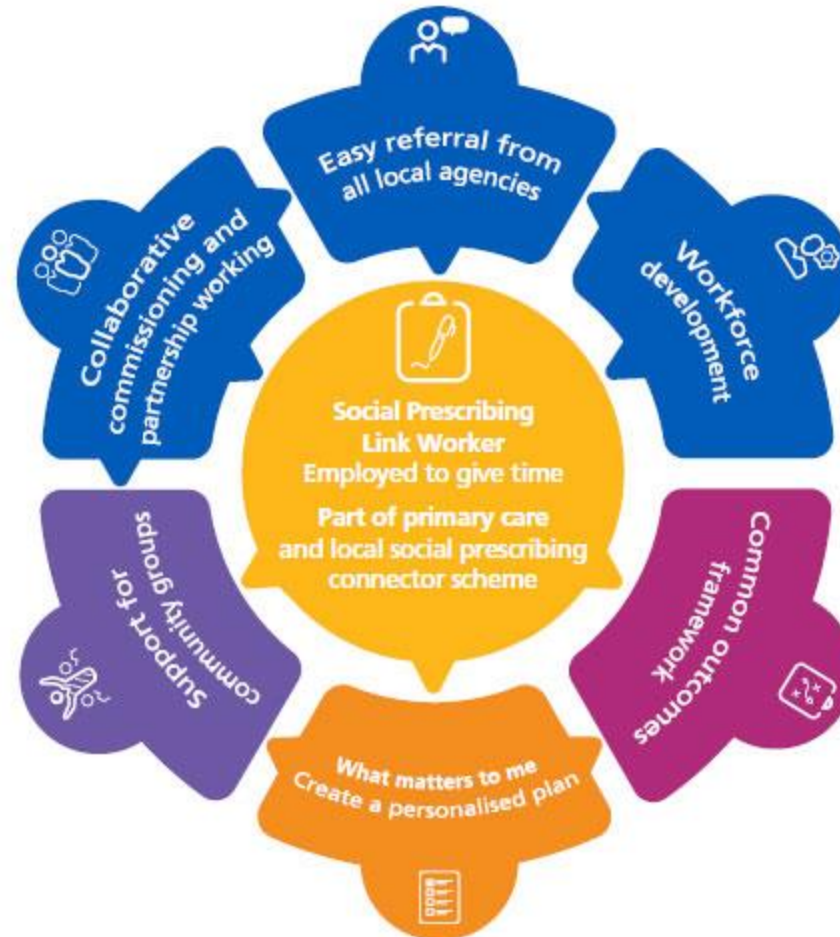 Easy referral from
all local agencies
Workforce
development
Common outcomes
framework
What matters to me
Create a personalised plan
Support for
community groups
Collaborative
commissioning and
partnership working
Social Prescribing
Link Worker
Employed to give time
Part of primary care
and local social prescribing
connector scheme